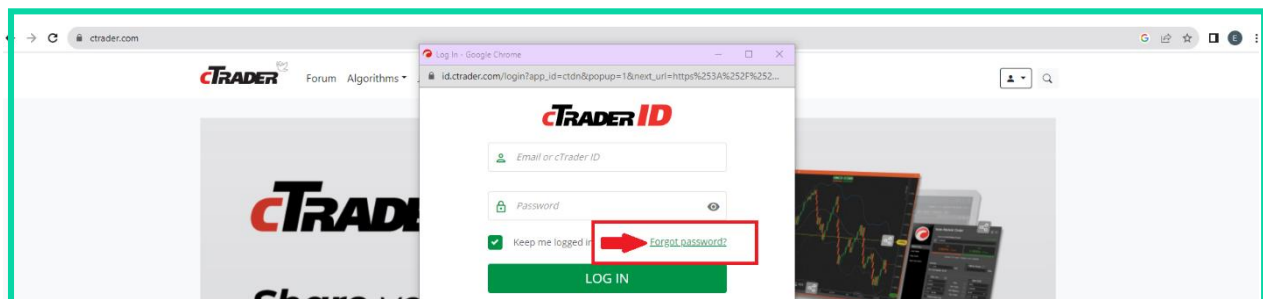 ctrader.com
Log In - Google Chrome
id.ctrader.com/login?app_id=ctdn&popup=1&next_url=https%253A%252F%252...
cTRADER Forum Algorithms
cTRADER ID
Email or cTrader ID
Password
Keep me logged in Forgot password?
LOG IN